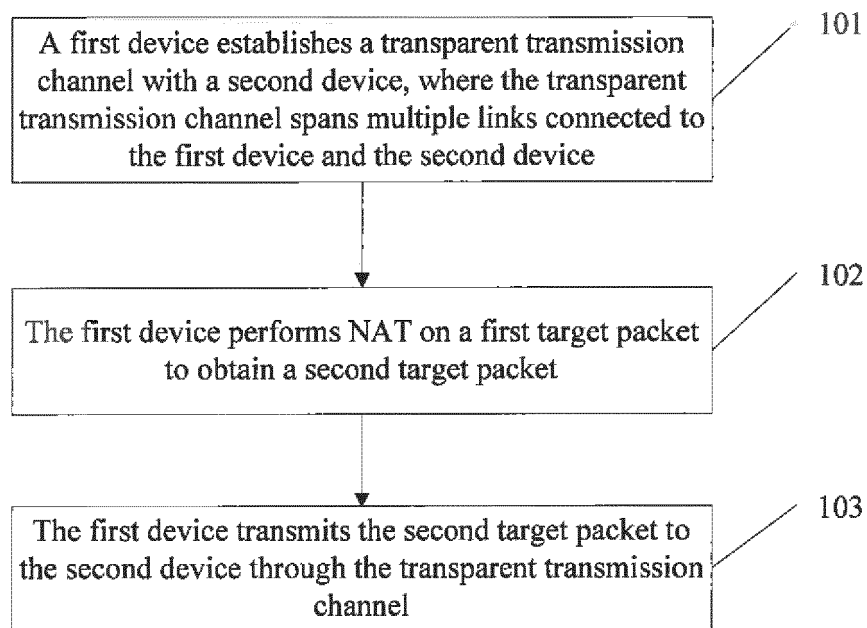 101
A first device establishes a transparent transmission
channel with a second device, where the transparent
transmission channel spans multiple links connected to
the first device and the second device
102
The first device performs NAT on a first target packet
to obtain a second target packet
103
The first device transmits the second target packet to
the second device through the transparent transmission
channel